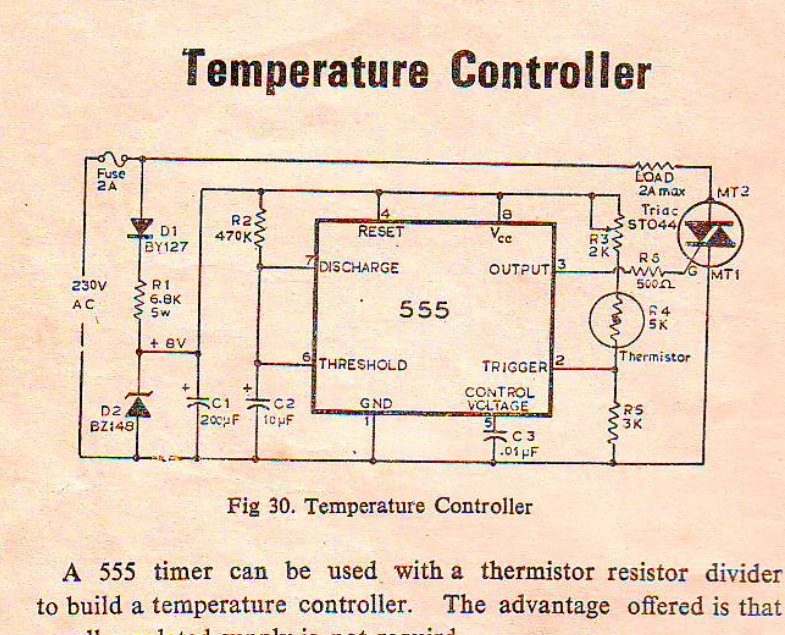 Temperature Controller
Fuse
2A
LOAD
2A max
MT2
Triac
STO44
MT1
G
D1
BY127
R2
470K
4
RESET
8
Vcc
R3
2K
7
DISCHARGE
OUTPUT
3
R6
500Ω
230V
AC
R1
6.8K
5W
555
R4
5K
Thermistor
+ 8V
6
THRESHOLD
TRIGGER
2
D2
BZ148
+
C1
200µF
+
C2
10µF
GND
1
CONTROL
VOLTAGE
5
C3
.01µF
R5
3K
Fig 30. Temperature Controller
A 555 timer can be used with a thermistor resistor divider
to build a temperature controller. The advantage offered is that